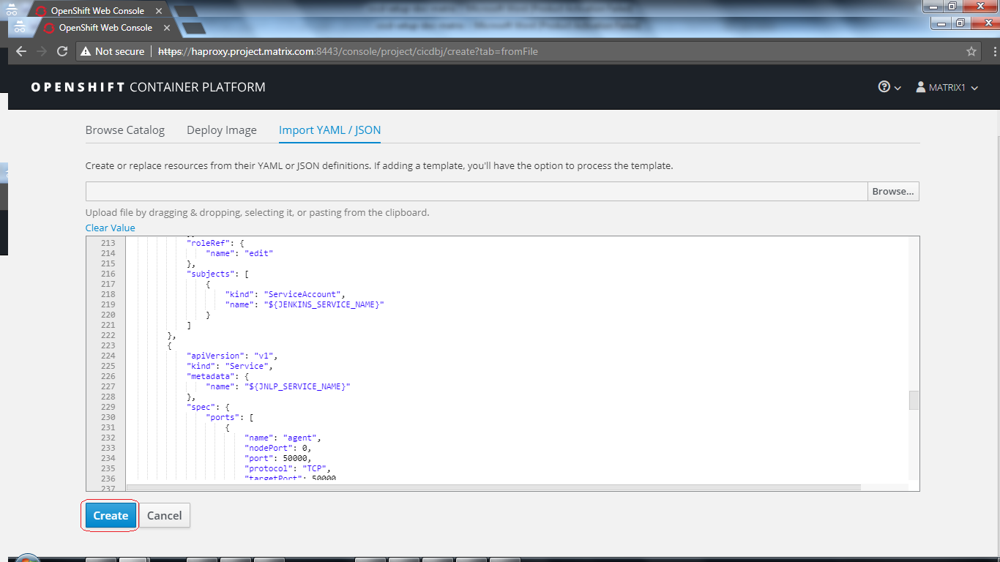 OpenShift Web Console
OpenShift Web Console
Not secure https://haproxy.project.matrix.com:8443/console/project/cicdbj/create?tab=fromFile
OPENSHIFT CONTAINER PLATFORM
MATRIX1
Browse Catalog Deploy Image Import YAML / JSON
Create or replace resources from their YAML or JSON definitions. If adding a template, you'll have the option to process the template.
Browse...
Upload file by dragging & dropping, selecting it, or pasting from the clipboard.
Clear Value
213 "roleRef": {
214 "name": "edit"
215 },
216 "subjects": [
217 {
218 "kind": "ServiceAccount",
219 "name": "${JENKINS_SERVICE_NAME}"
220 }
221 ]
222 },
223 {
224 "apiVersion": "v1",
225 "kind": "Service",
226 "metadata": {
227 "name": "${JNLP_SERVICE_NAME}"
228 },
229 "spec": {
230 "ports": [
231 {
232 "name": "agent",
233 "nodePort": 0,
234 "port": 50000,
235 "protocol": "TCP",
236 "targetPort": 50000
237
Create Cancel